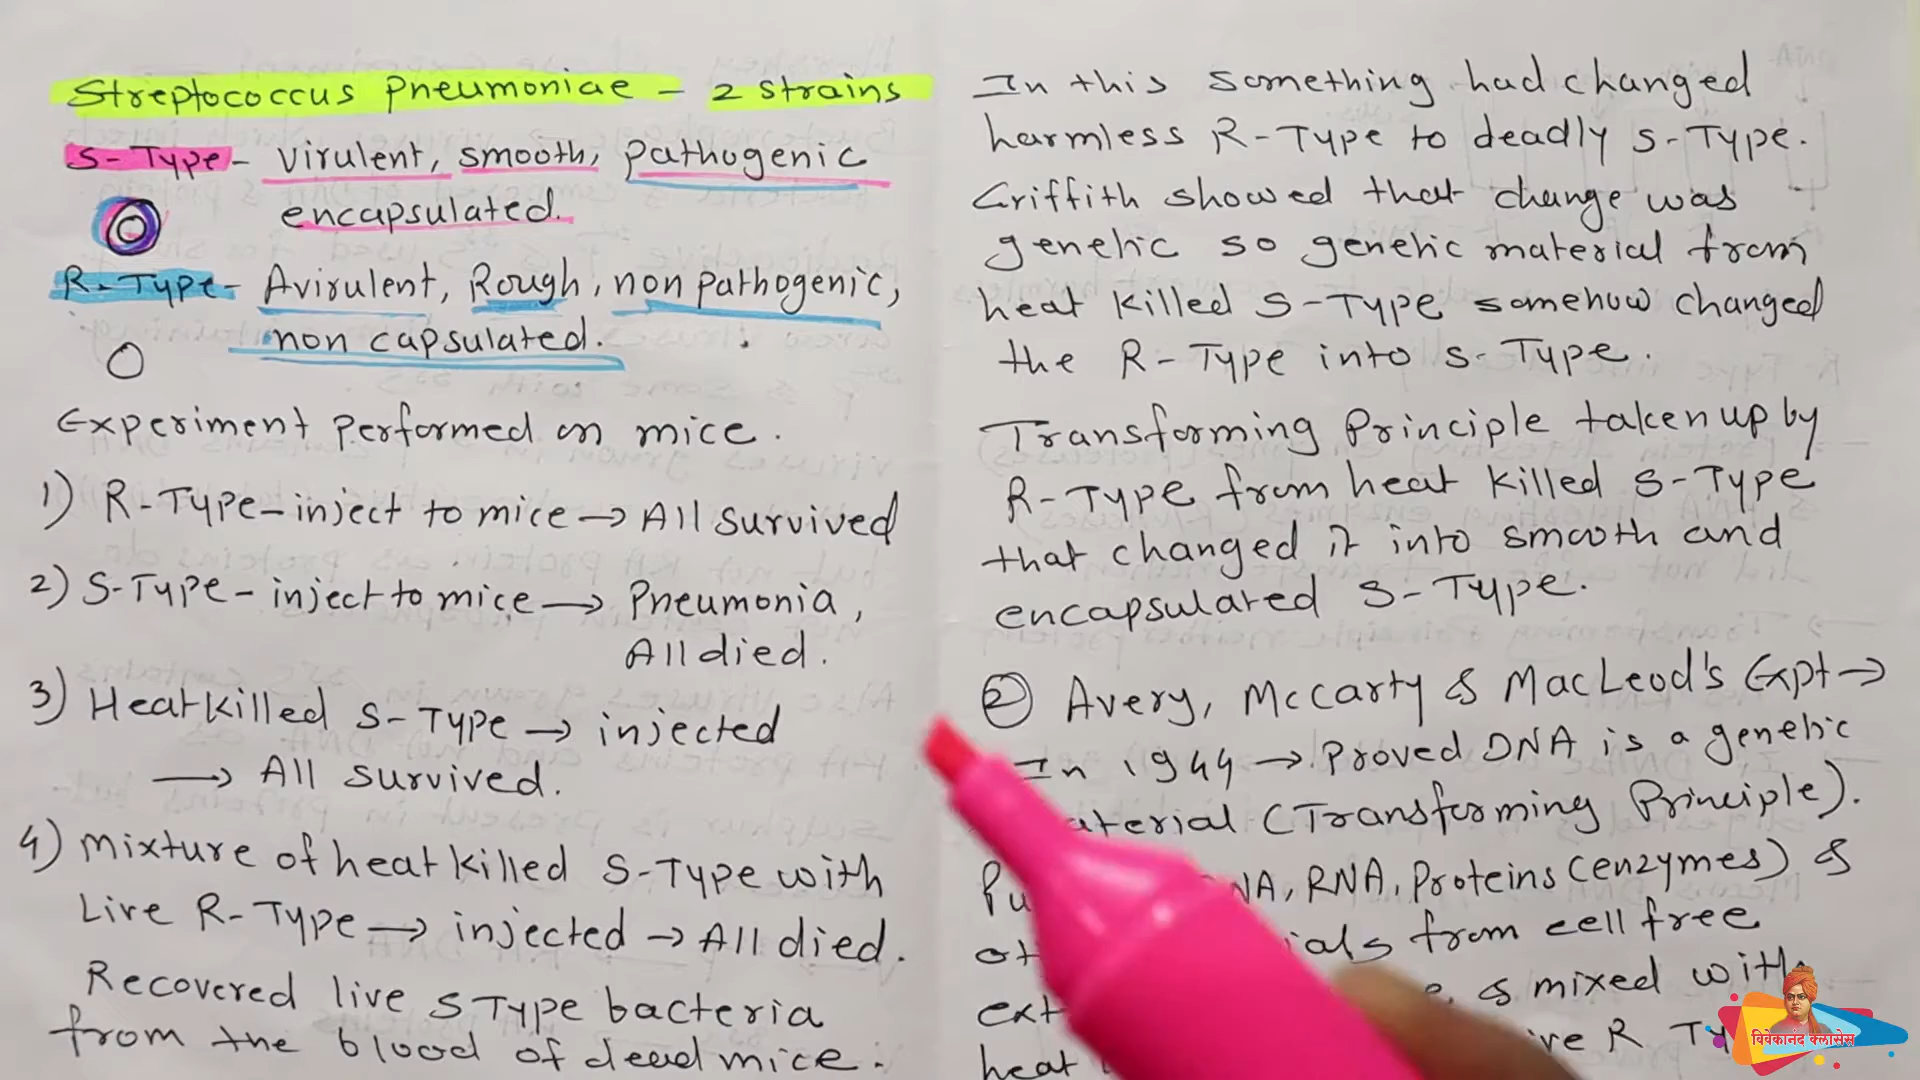 Streptococcus Pneumoniae - 2 strains
S-Type - virulent, smooth, pathogenic
encapsulated.
R-Type - Avirulent, Rough, non pathogenic,
non capsulated.
Experiment performed on mice.
1) R-Type - inject to mice → All survived
2) S-Type - inject to mice → Pneumonia,
All died.
3) Heat killed S-Type → injected
→ All survived.
4) Mixture of heat killed S-Type with
Live R-Type → injected → All died.
Recovered live S Type bacteria
from the blood of dead mice.
In this something had changed
harmless R-Type to deadly S-Type.
Griffith showed that change was
genetic so genetic material from
heat killed S-Type somehow changed
the R-Type into S-Type.
Transforming Principle taken up by
R-Type from heat killed S-Type
that changed it into smooth and
encapsulated S-Type.
② Avery, McCarty & MacLeod's Expt →
In 1944 → Proved DNA is a genetic
material (Transforming Principle).
RNA, Proteins (enzymes) &
from cell free
& mixed with
heat R
विवेकानंद क्लासेस